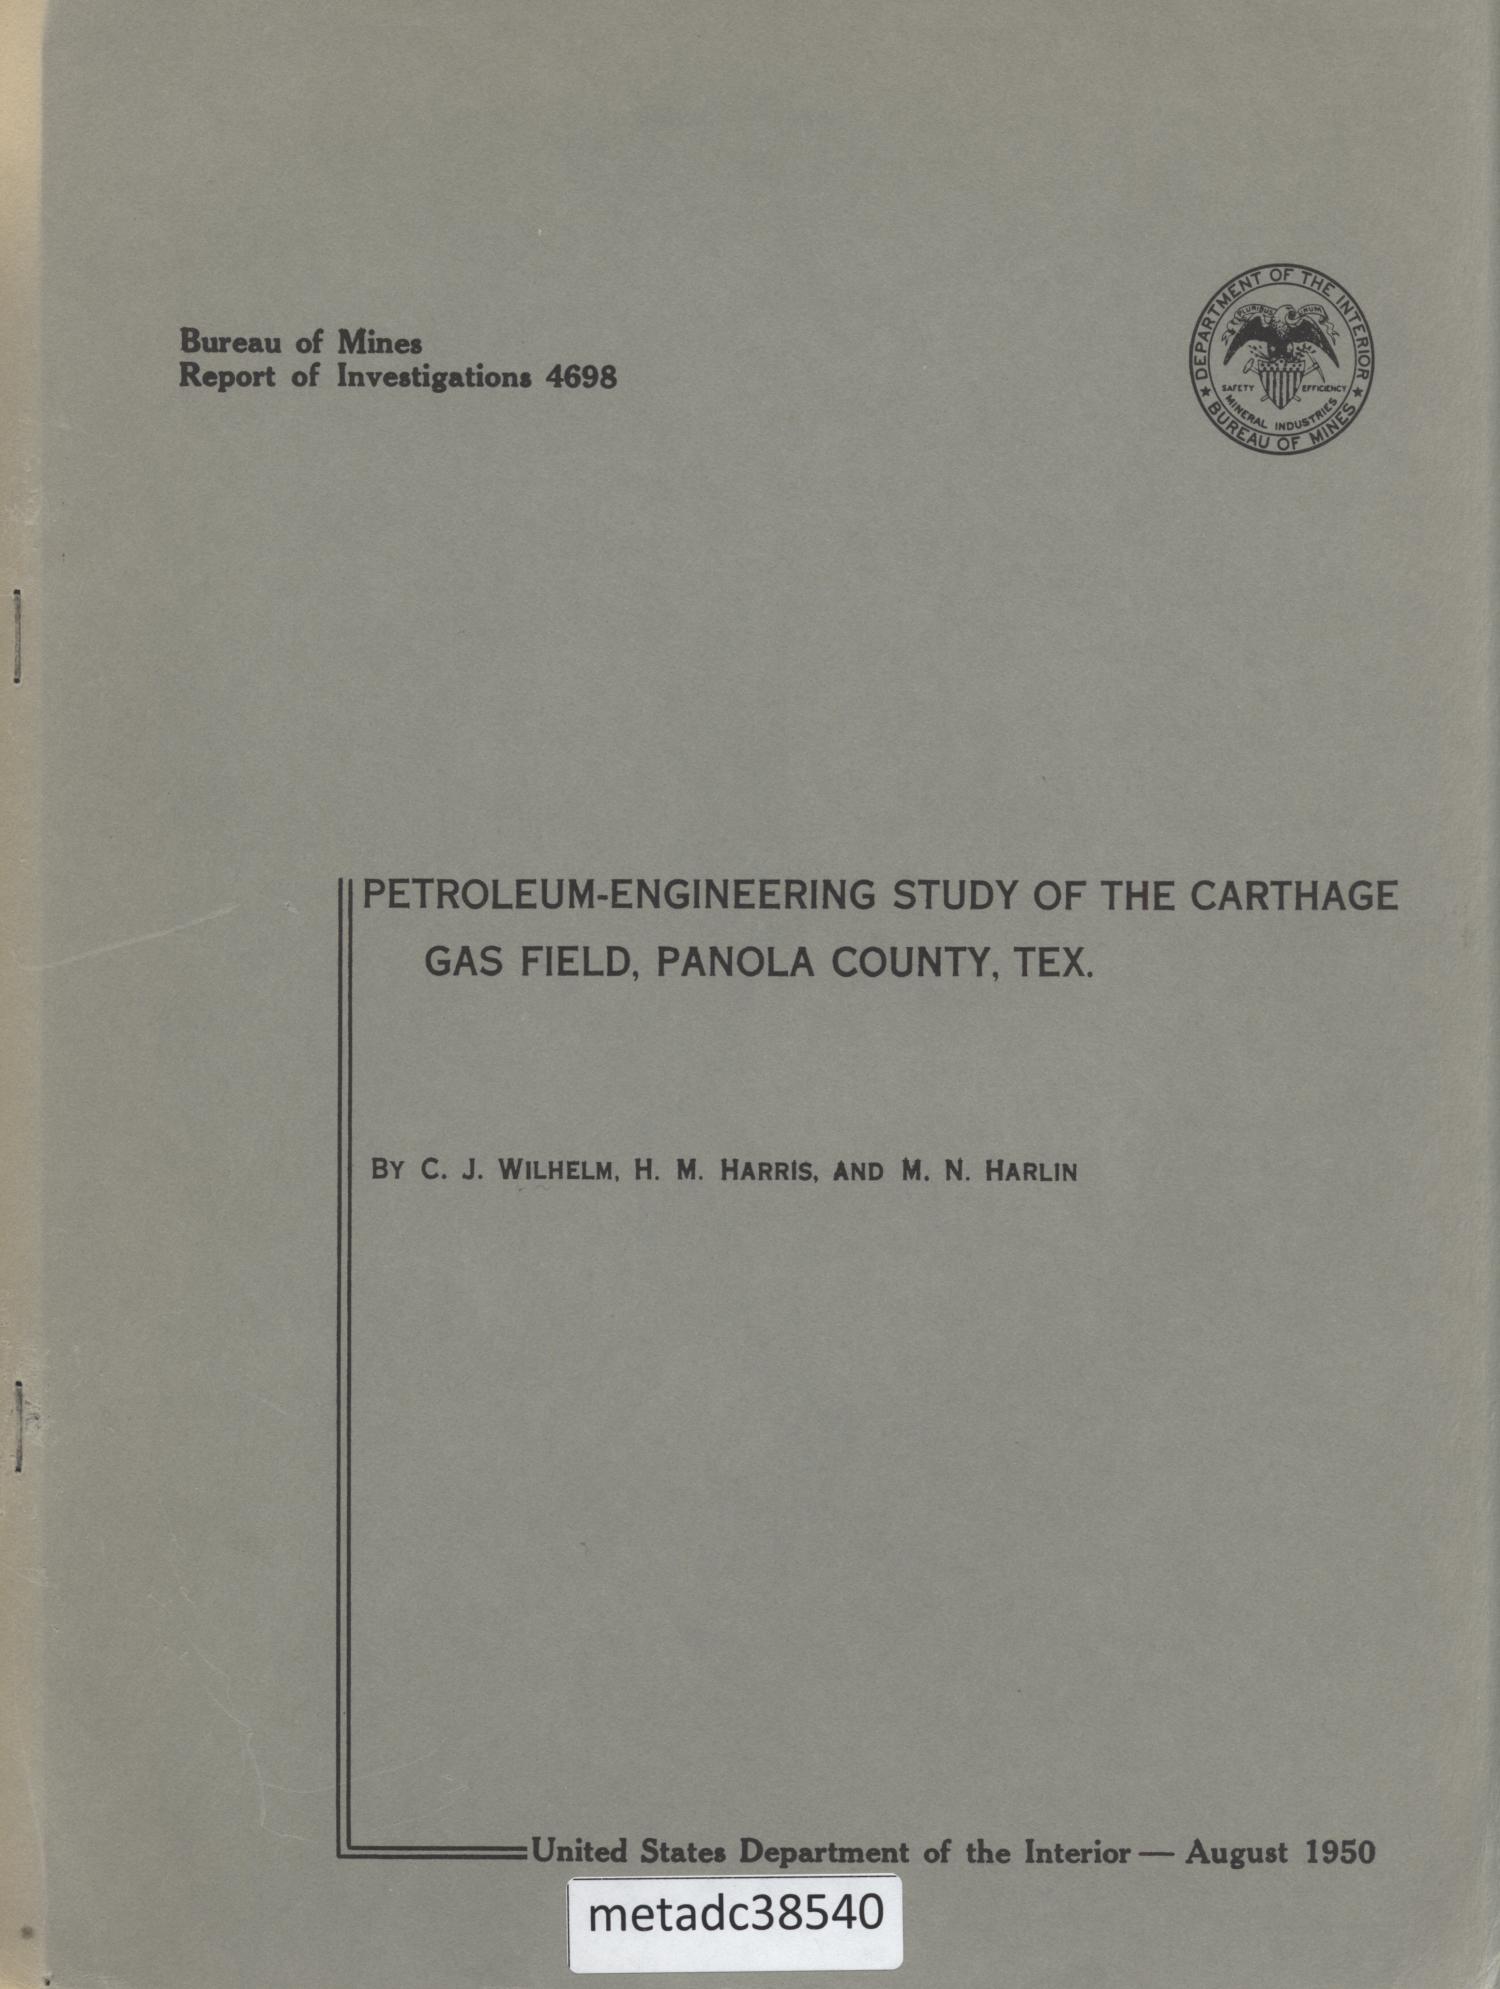 Bureau of Mines
Report of Investigations 4698
DEPARTMENT OF THE INTERIOR
PLURIBUS UNUM
SAFETY EFFICIENCY
MINERAL INDUSTRIES
★ BUREAU OF MINES ★
PETROLEUM-ENGINEERING STUDY OF THE CARTHAGE
GAS FIELD, PANOLA COUNTY, TEX.
BY C. J. WILHELM, H. M. HARRIS, AND M. N. HARLIN
United States Department of the Interior — August 1950
metadc38540